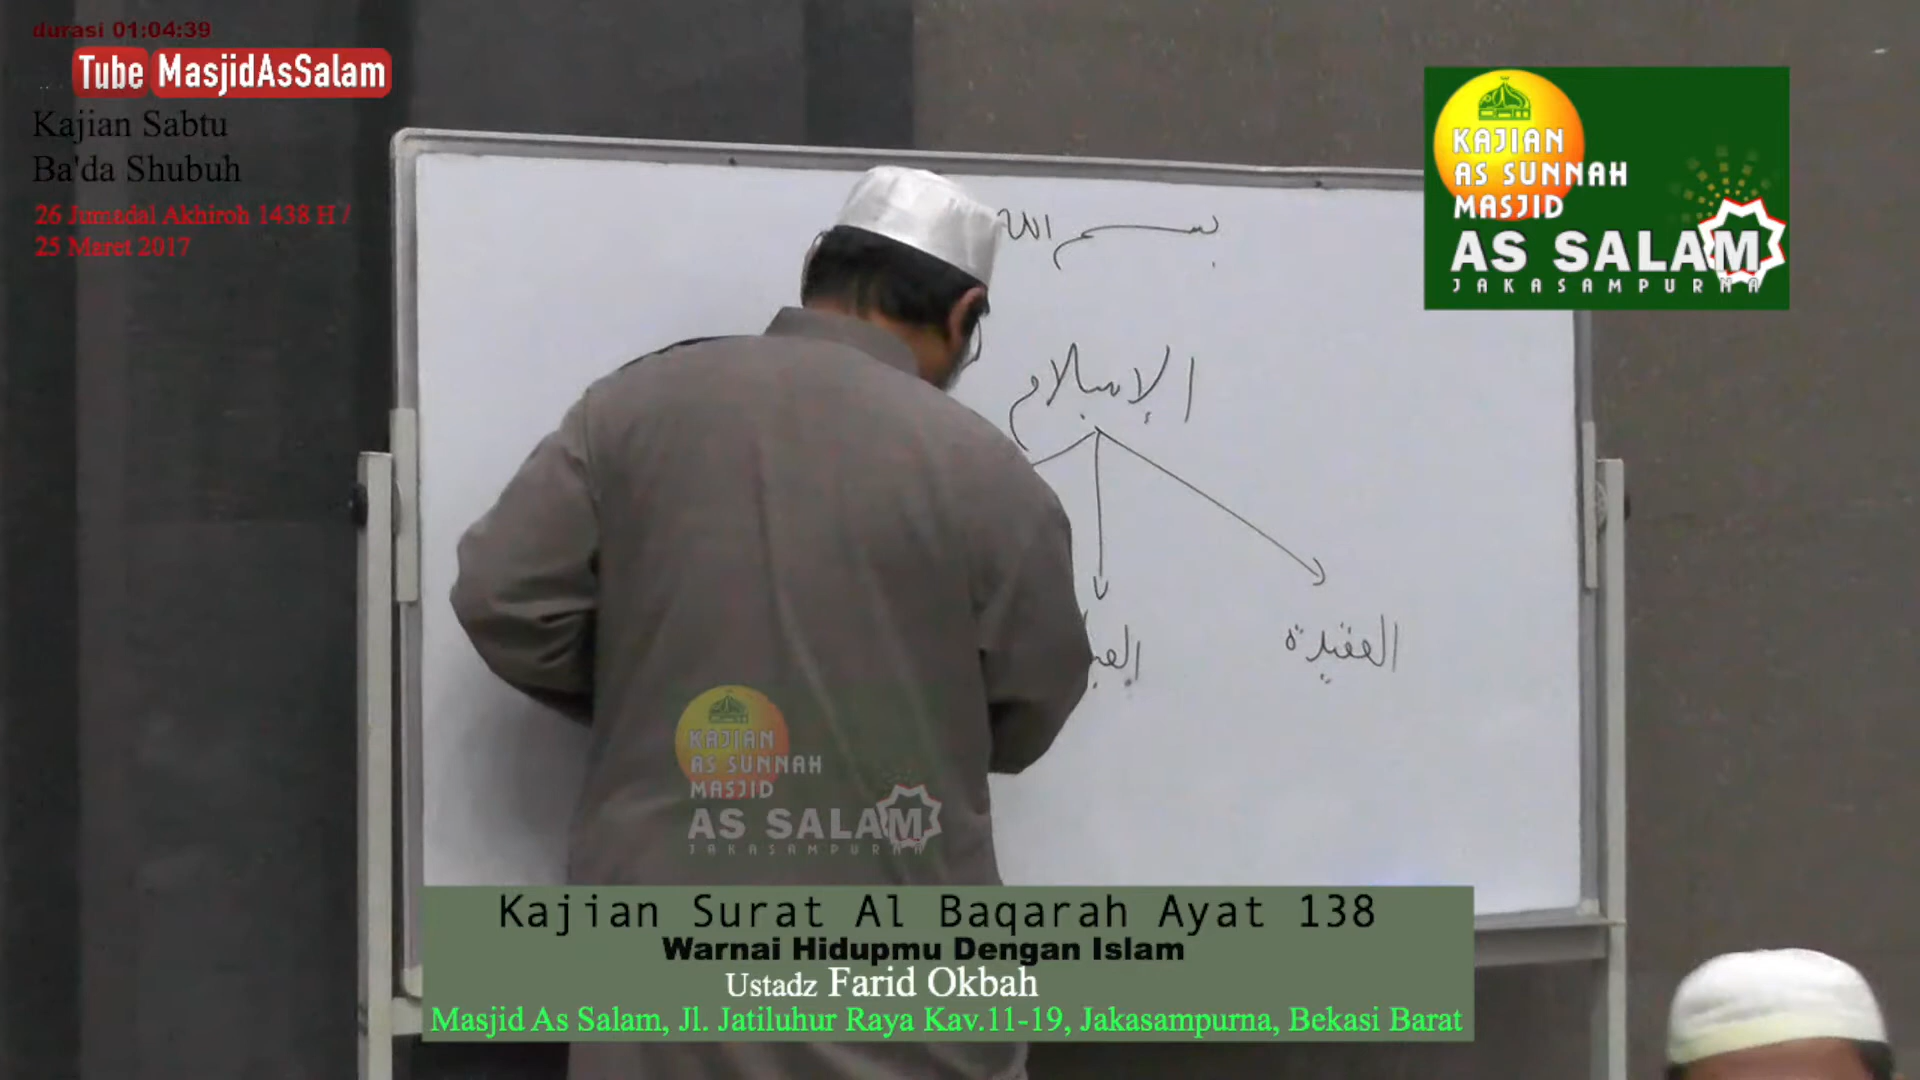 durasi 01:04:39
Tube MasjidAsSalam
Kajian Sabtu
Ba'da Shubuh
26 Jumadal Akhiroh 1438 H /
25 Maret 2017
KAJIAN
AS SUNNAH
MASJID
AS SALAM
JAKASAMPURNA
بسم الله
الإسلام
العقيدة
KAJIAN
AS SUNNAH
MASJID
AS SALAM
JAKASAMPURNA
Kajian Surat Al Baqarah Ayat 138
Warnai Hidupmu Dengan Islam
Ustadz Farid Okbah
Masjid As Salam, Jl. Jatiluhur Raya Kav.11-19, Jakasampurna, Bekasi Barat